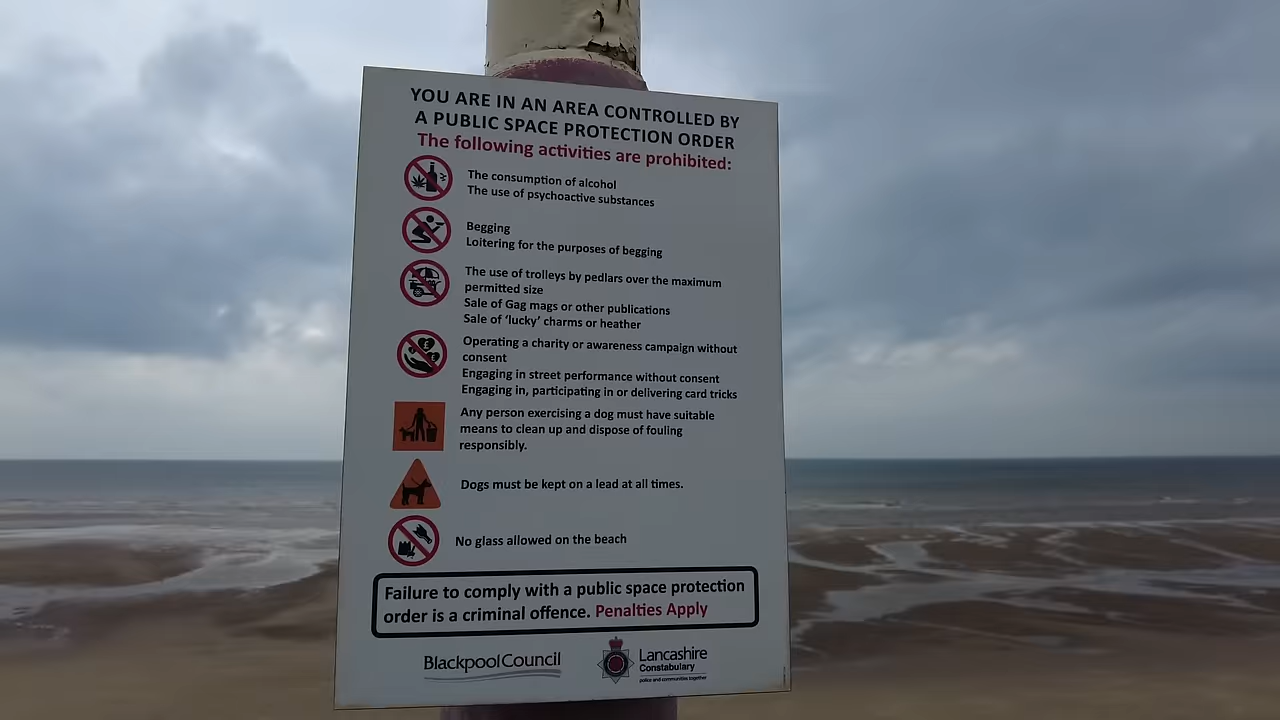 YOU ARE IN AN AREA CONTROLLED BY
A PUBLIC SPACE PROTECTION ORDER
The following activities are prohibited:
The consumption of alcohol
The use of psychoactive substances
Begging
Loitering for the purposes of begging
The use of trolleys by pedlars over the maximum
permitted size
Sale of Gag mags or other publications
Sale of ‘lucky’ charms or heather
Operating a charity or awareness campaign without
consent
Engaging in street performance without consent
Engaging in, participating in or delivering card tricks
Any person exercising a dog must have suitable
means to clean up and dispose of fouling
responsibly.
Dogs must be kept on a lead at all times.
No glass allowed on the beach
Failure to comply with a public space protection
order is a criminal offence. Penalties Apply
BlackpoolCouncil
Lancashire
Constabulary
police and communities together